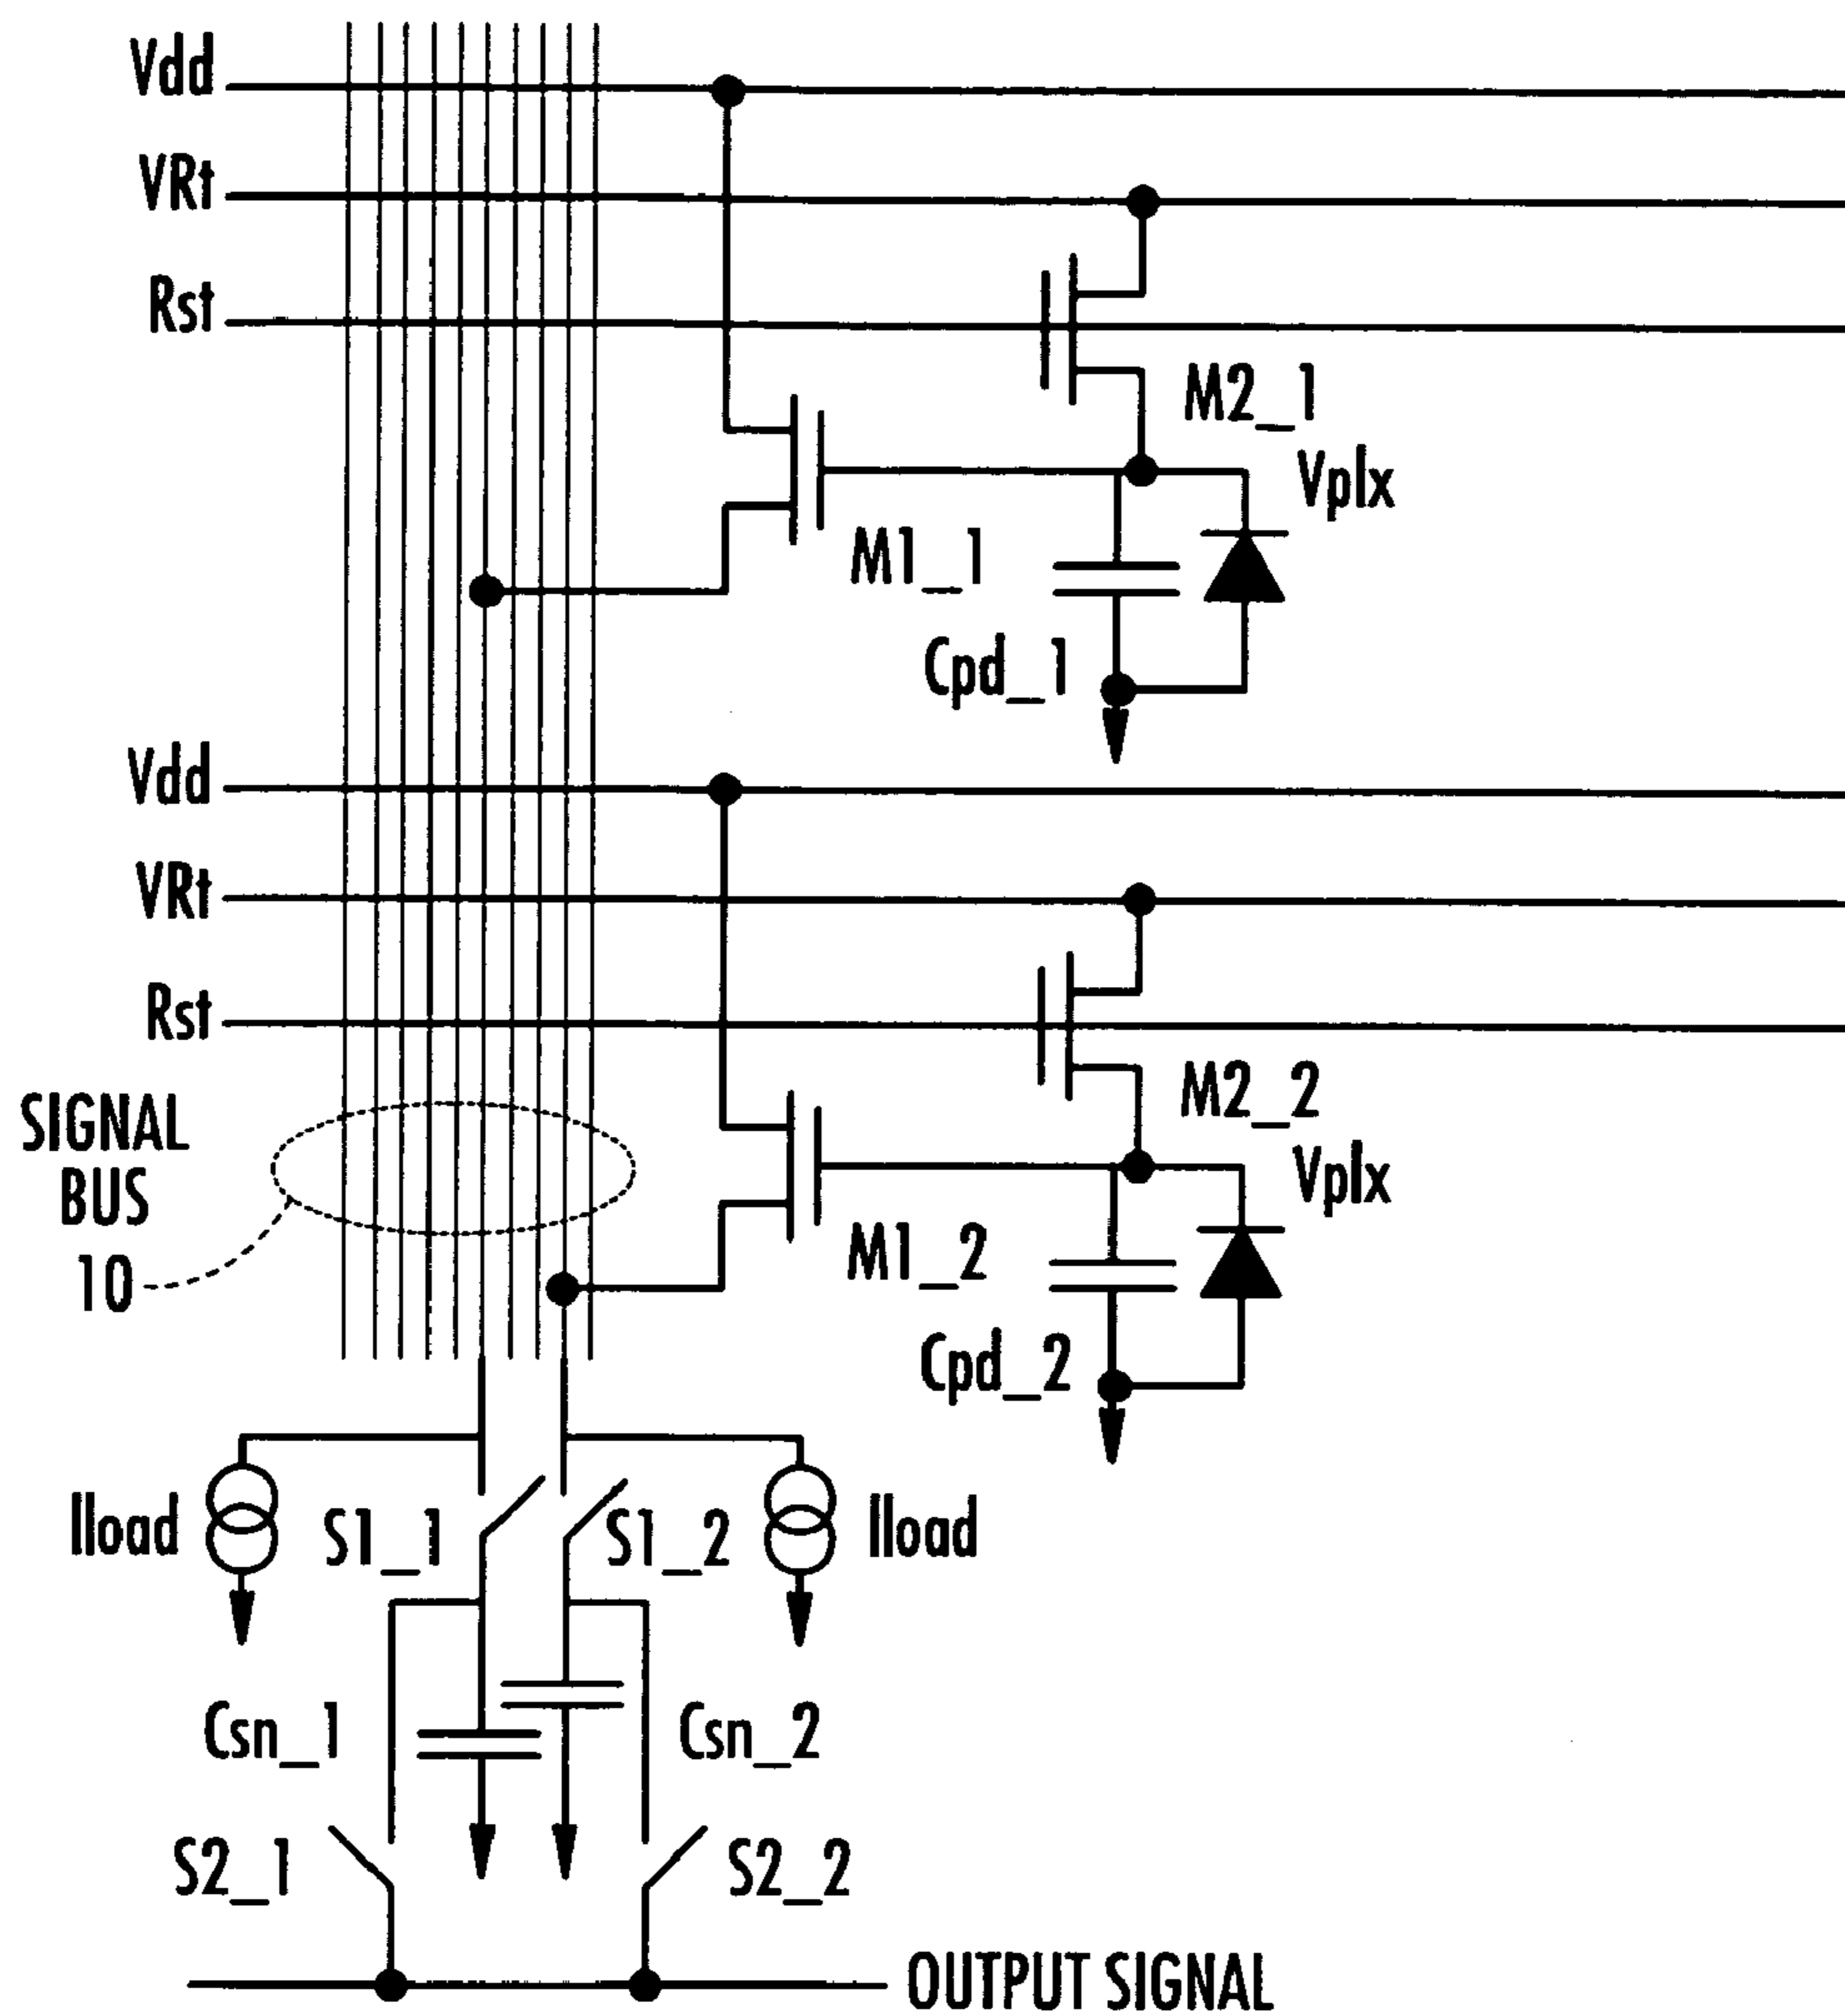 Vdd
VRt
Rst
M2_1
Vplx
M1_1
Cpd_1
Vdd
VRt
Rst
M2_2
SIGNAL
BUS
10
Vplx
M1_2
Cpd_2
Iload
S1_1
S1_2
Iload
Csn_1
Csn_2
S2_1
S2_2
OUTPUT SIGNAL